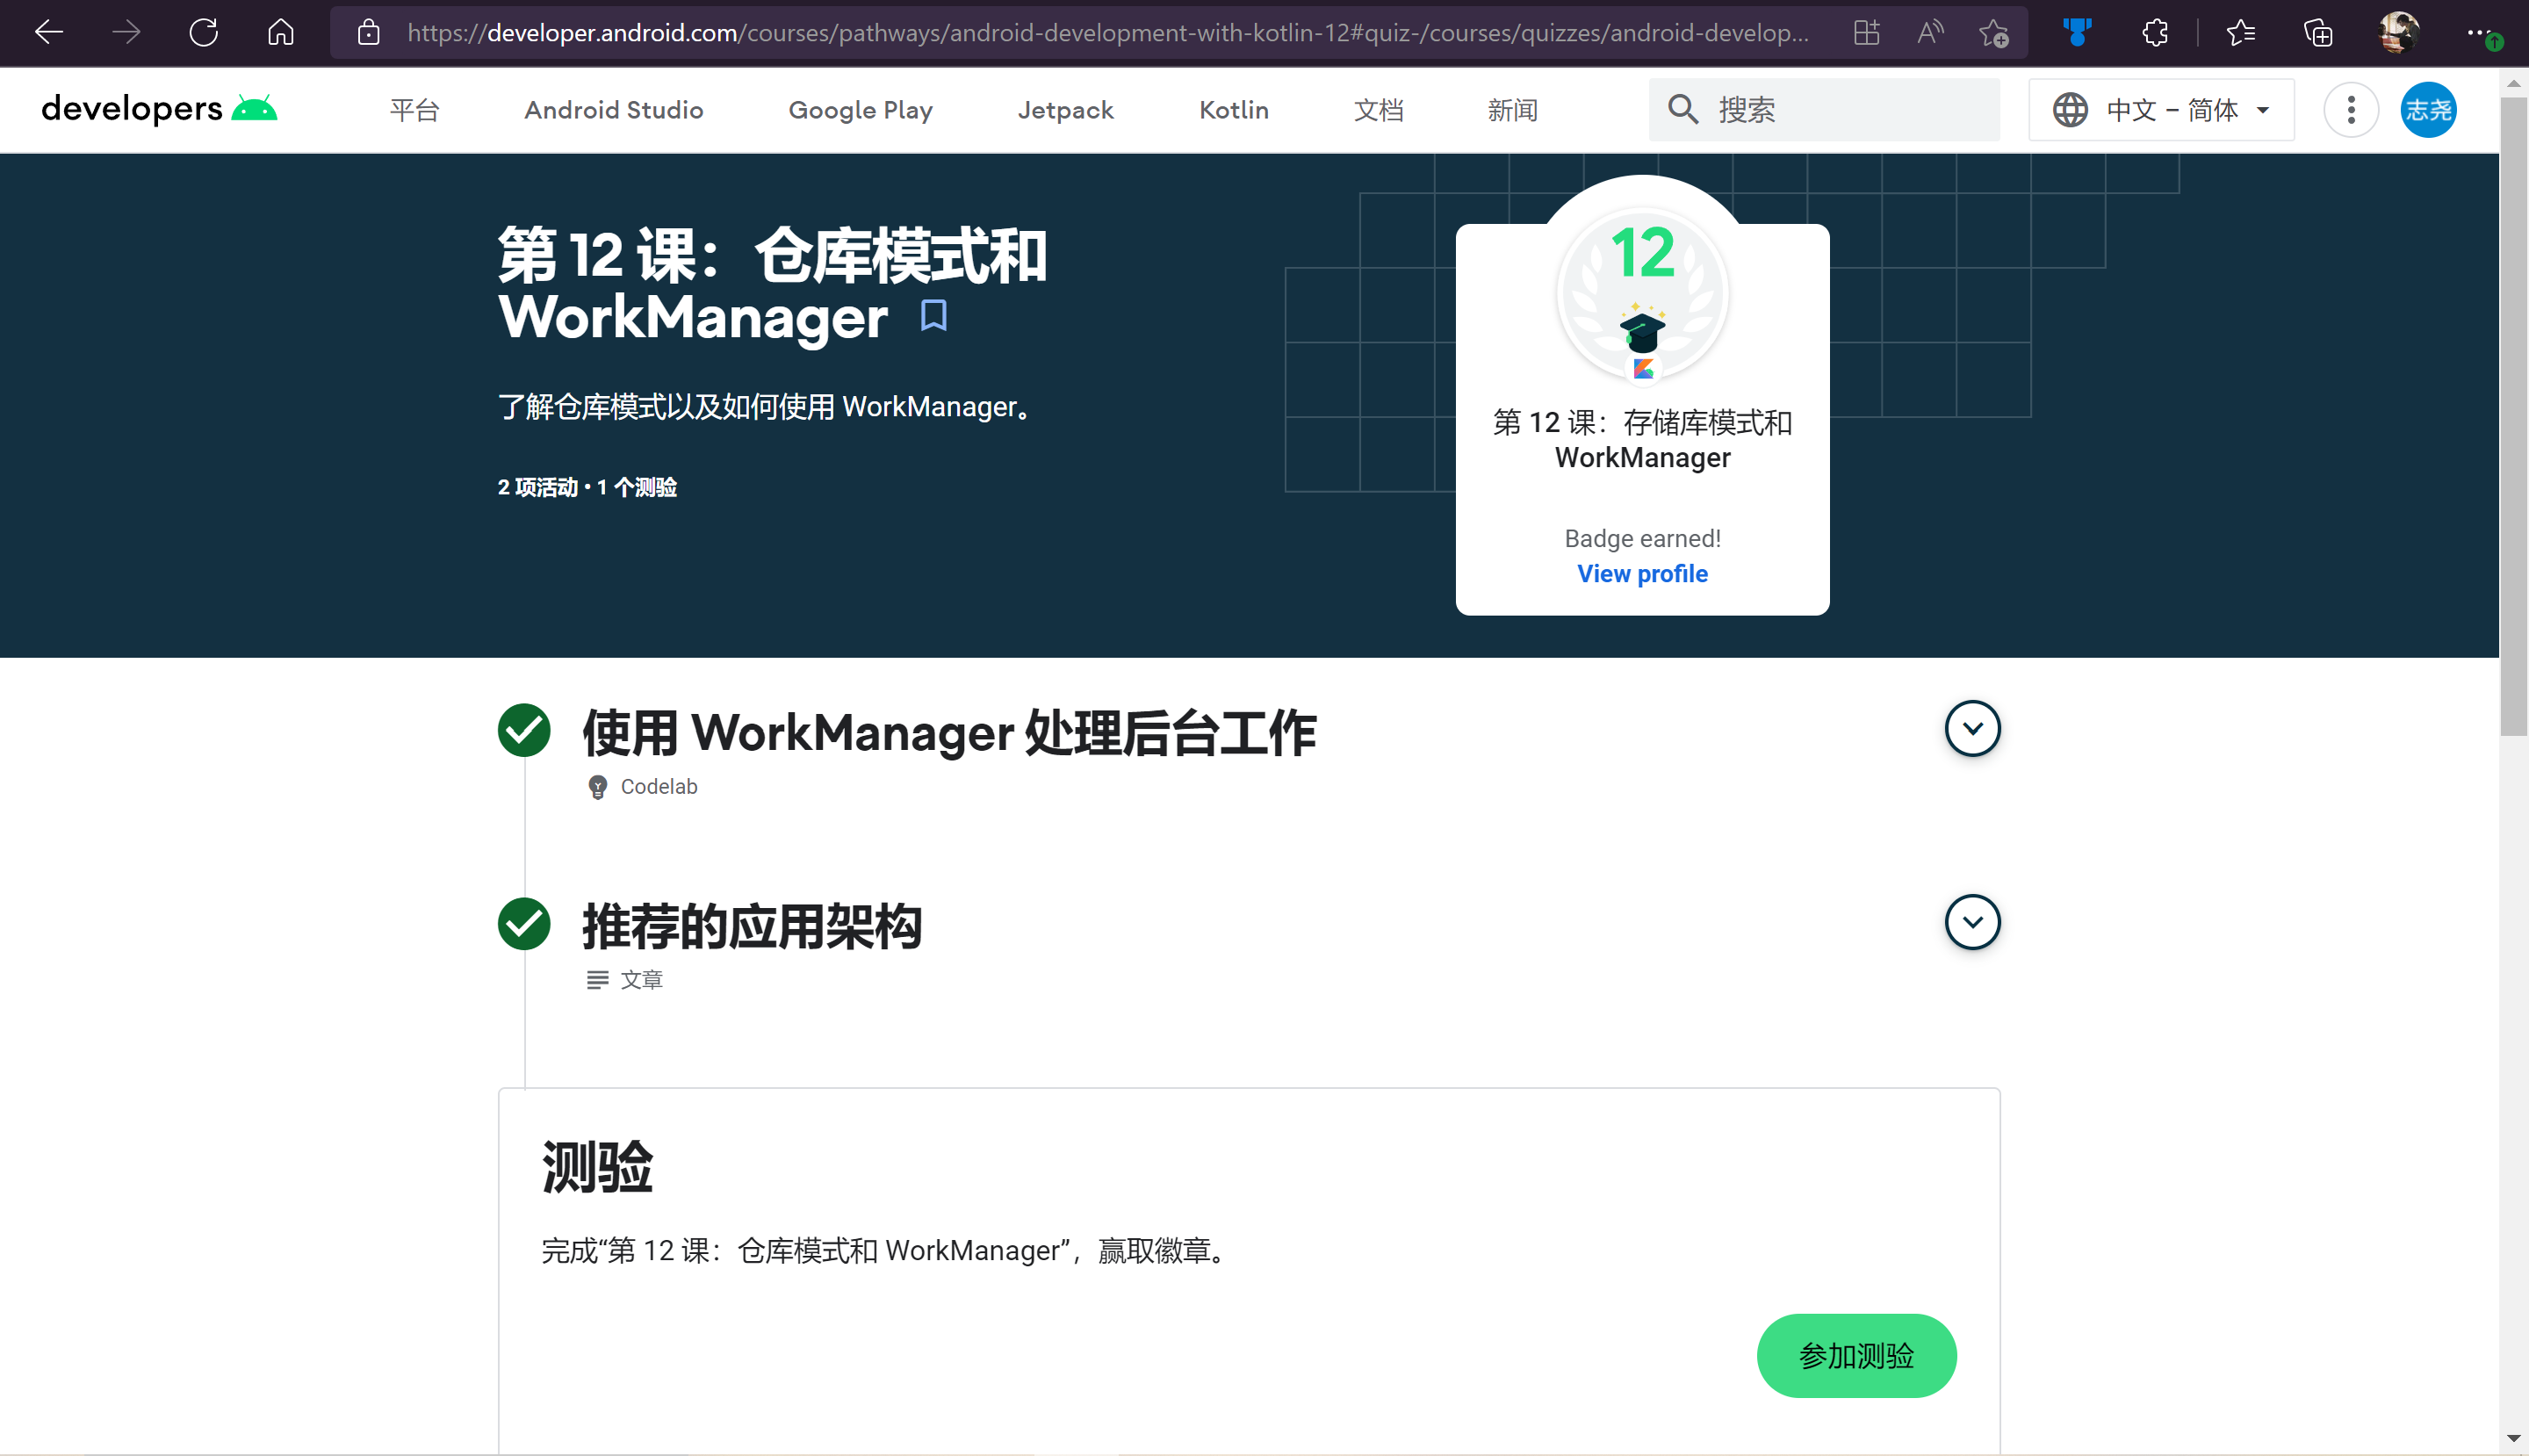 https://developer.android.com/courses/pathways/android-development-with-kotlin-12#quiz-/courses/quizzes/android-develop...
developers
平台
Android Studio
Google Play
Jetpack
Kotlin
文档
新闻
搜索
中文 – 简体
志尧
第 12 课：仓库模式和
WorkManager
了解仓库模式以及如何使用 WorkManager。
2 项活动 • 1 个测验
12
第 12 课：存储库模式和
WorkManager
Badge earned!
View profile
使用 WorkManager 处理后台工作
Codelab
推荐的应用架构
文章
测验
完成“第 12 课：仓库模式和 WorkManager”，赢取徽章。
参加测验